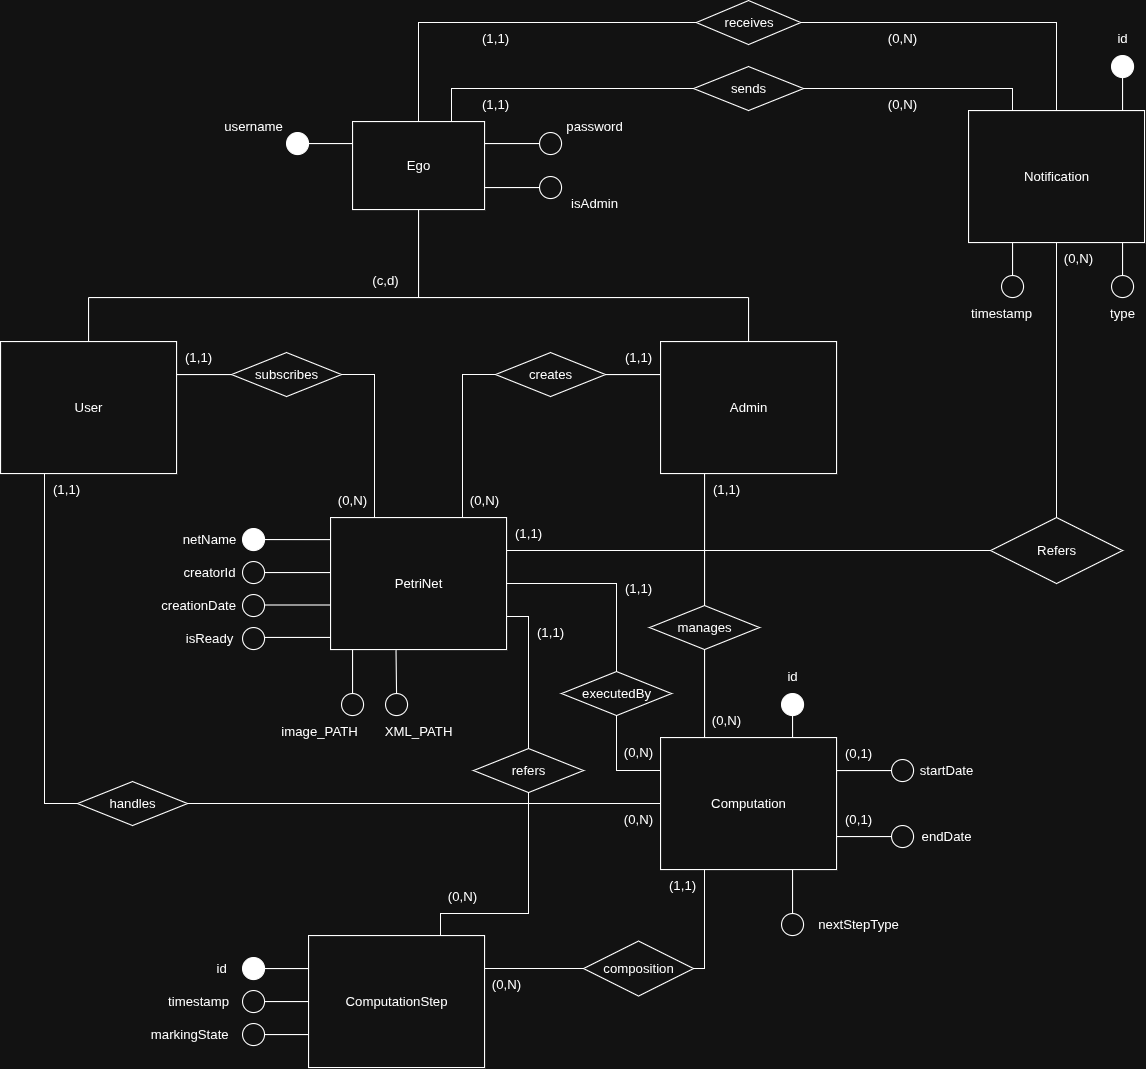 receives
(1,1)
(0,N)
id
sends
(1,1)
(0,N)
username
password
Ego
Notification
isAdmin
(0,N)
(c,d)
timestamp
type
(1,1)
subscribes
creates
(1,1)
User
Admin
(1,1)
(0,N)
(0,N)
(1,1)
netName
(1,1)
Refers
creatorId
PetriNet
(1,1)
creationDate
isReady
(1,1)
manages
id
executedBy
(0,N)
image_PATH
XML_PATH
(0,N)
(0,1)
refers
startDate
handles
Computation
(0,N)
(0,1)
endDate
(1,1)
(0,N)
nextStepType
id
composition
(0,N)
timestamp
ComputationStep
markingState